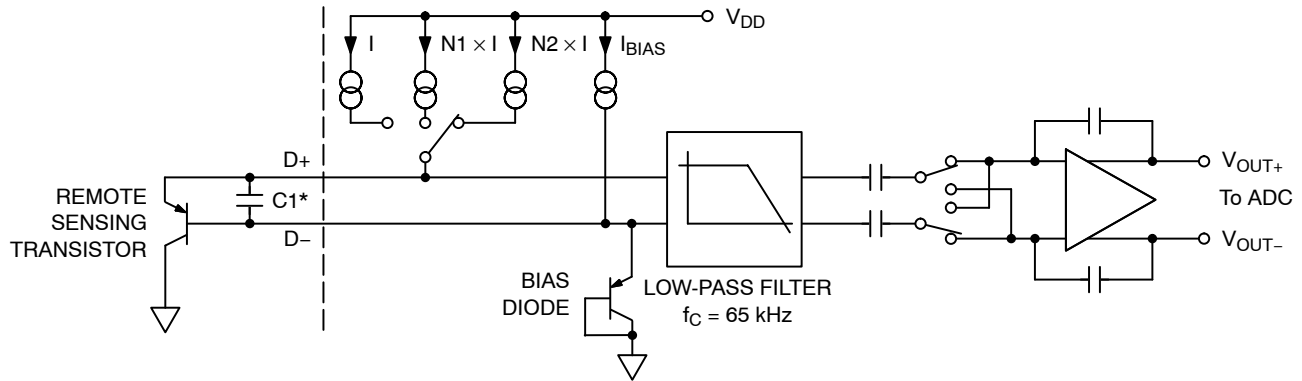 V_DD
I
N1 × I
N2 × I
I_BIAS
D+
C1*
D−
REMOTE
SENSING
TRANSISTOR
BIAS
DIODE
LOW-PASS FILTER
f_C = 65 kHz
V_OUT+
To ADC
V_OUT−